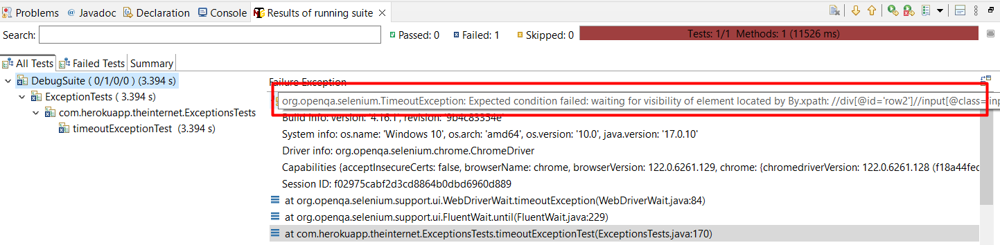 Problems @ Javadoc Declaration Console Results of running suite
Search: Passed: 0 Failed: 1 Skipped: 0 Tests: 1/1 Methods: 1 (11526 ms)
All Tests Failed Tests Summary
DebugSuite ( 0/1/0/0 ) (3.394 s)
ExceptionTests ( 3.394 s)
com.herokuapp.theinternet.ExceptionsTests
timeoutExceptionTest (3.394 s)
Failure Exception
org.openqa.selenium.TimeoutException: Expected condition failed: waiting for visibility of element located by By.xpath: //div[@id='row2']//input[@class=
Build info: version: '4.16.1', revision: '9b4c83354e'
System info: os.name: 'Windows 10', os.arch: 'amd64', os.version: '10.0', java.version: '17.0.10'
Driver info: org.openqa.selenium.chrome.ChromeDriver
Capabilities {acceptInsecureCerts: false, browserName: chrome, browserVersion: 122.0.6261.129, chrome: {chromedriverVersion: 122.0.6261.128 (f18a44fec
Session ID: f02975cabf2d3cd8864b0dbd6960d889
at org.openqa.selenium.support.ui.WebDriverWait.timeoutException(WebDriverWait.java:84)
at org.openqa.selenium.support.ui.FluentWait.until(FluentWait.java:229)
at com.herokuapp.theinternet.ExceptionsTests.timeoutExceptionTest(ExceptionsTests.java:170)